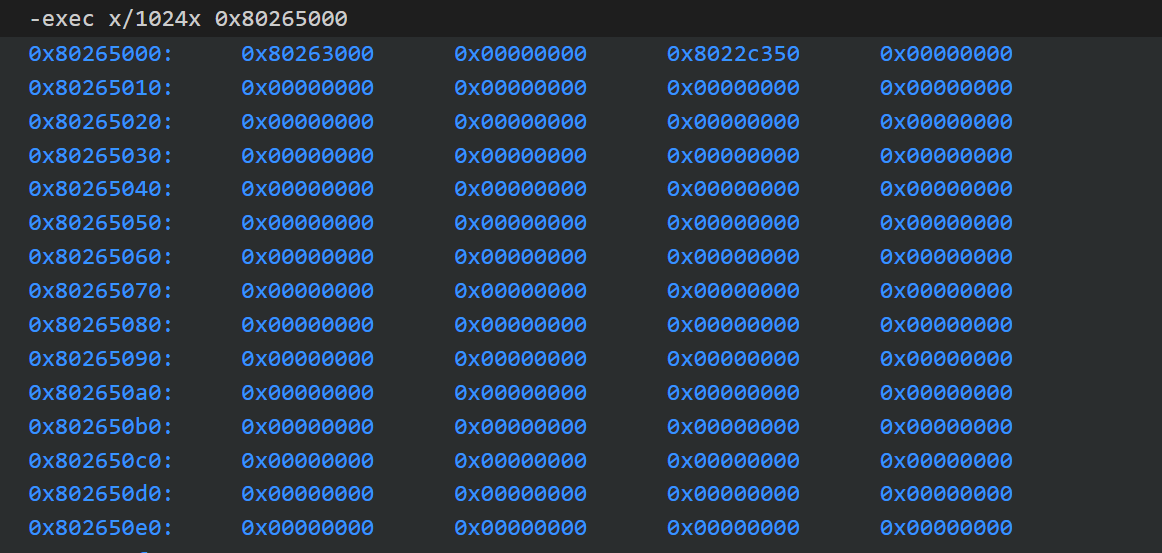 -exec x/1024x 0x80265000
0x80265000: 0x80263000 0x00000000 0x8022c350 0x00000000
0x80265010: 0x00000000 0x00000000 0x00000000 0x00000000
0x80265020: 0x00000000 0x00000000 0x00000000 0x00000000
0x80265030: 0x00000000 0x00000000 0x00000000 0x00000000
0x80265040: 0x00000000 0x00000000 0x00000000 0x00000000
0x80265050: 0x00000000 0x00000000 0x00000000 0x00000000
0x80265060: 0x00000000 0x00000000 0x00000000 0x00000000
0x80265070: 0x00000000 0x00000000 0x00000000 0x00000000
0x80265080: 0x00000000 0x00000000 0x00000000 0x00000000
0x80265090: 0x00000000 0x00000000 0x00000000 0x00000000
0x802650a0: 0x00000000 0x00000000 0x00000000 0x00000000
0x802650b0: 0x00000000 0x00000000 0x00000000 0x00000000
0x802650c0: 0x00000000 0x00000000 0x00000000 0x00000000
0x802650d0: 0x00000000 0x00000000 0x00000000 0x00000000
0x802650e0: 0x00000000 0x00000000 0x00000000 0x00000000